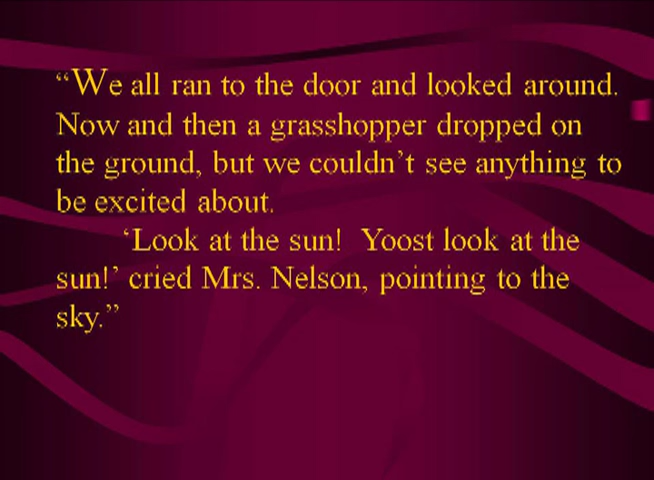 “We all ran to the door and looked around.
Now and then a grasshopper dropped on
the ground, but we couldn’t see anything to
be excited about.
‘Look at the sun!  Yoost look at the
sun!’ cried Mrs. Nelson, pointing to the
sky.”